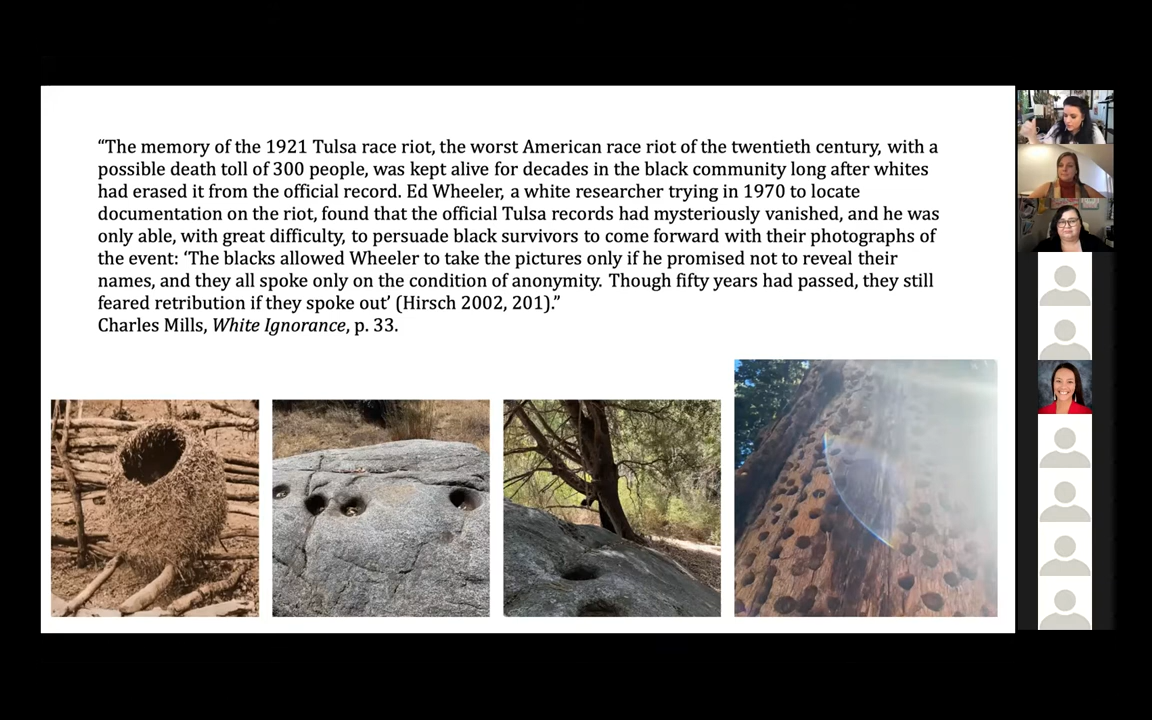 “The memory of the 1921 Tulsa race riot, the worst American race riot of the twentieth century, with a
possible death toll of 300 people, was kept alive for decades in the black community long after whites
had erased it from the official record. Ed Wheeler, a white researcher trying in 1970 to locate
documentation on the riot, found that the official Tulsa records had mysteriously vanished, and he was
only able, with great difficulty, to persuade black survivors to come forward with their photographs of
the event: ‘The blacks allowed Wheeler to take the pictures only if he promised not to reveal their
names, and they all spoke only on the condition of anonymity. Though fifty years had passed, they still
feared retribution if they spoke out’ (Hirsch 2002, 201).”
Charles Mills, White Ignorance, p. 33.